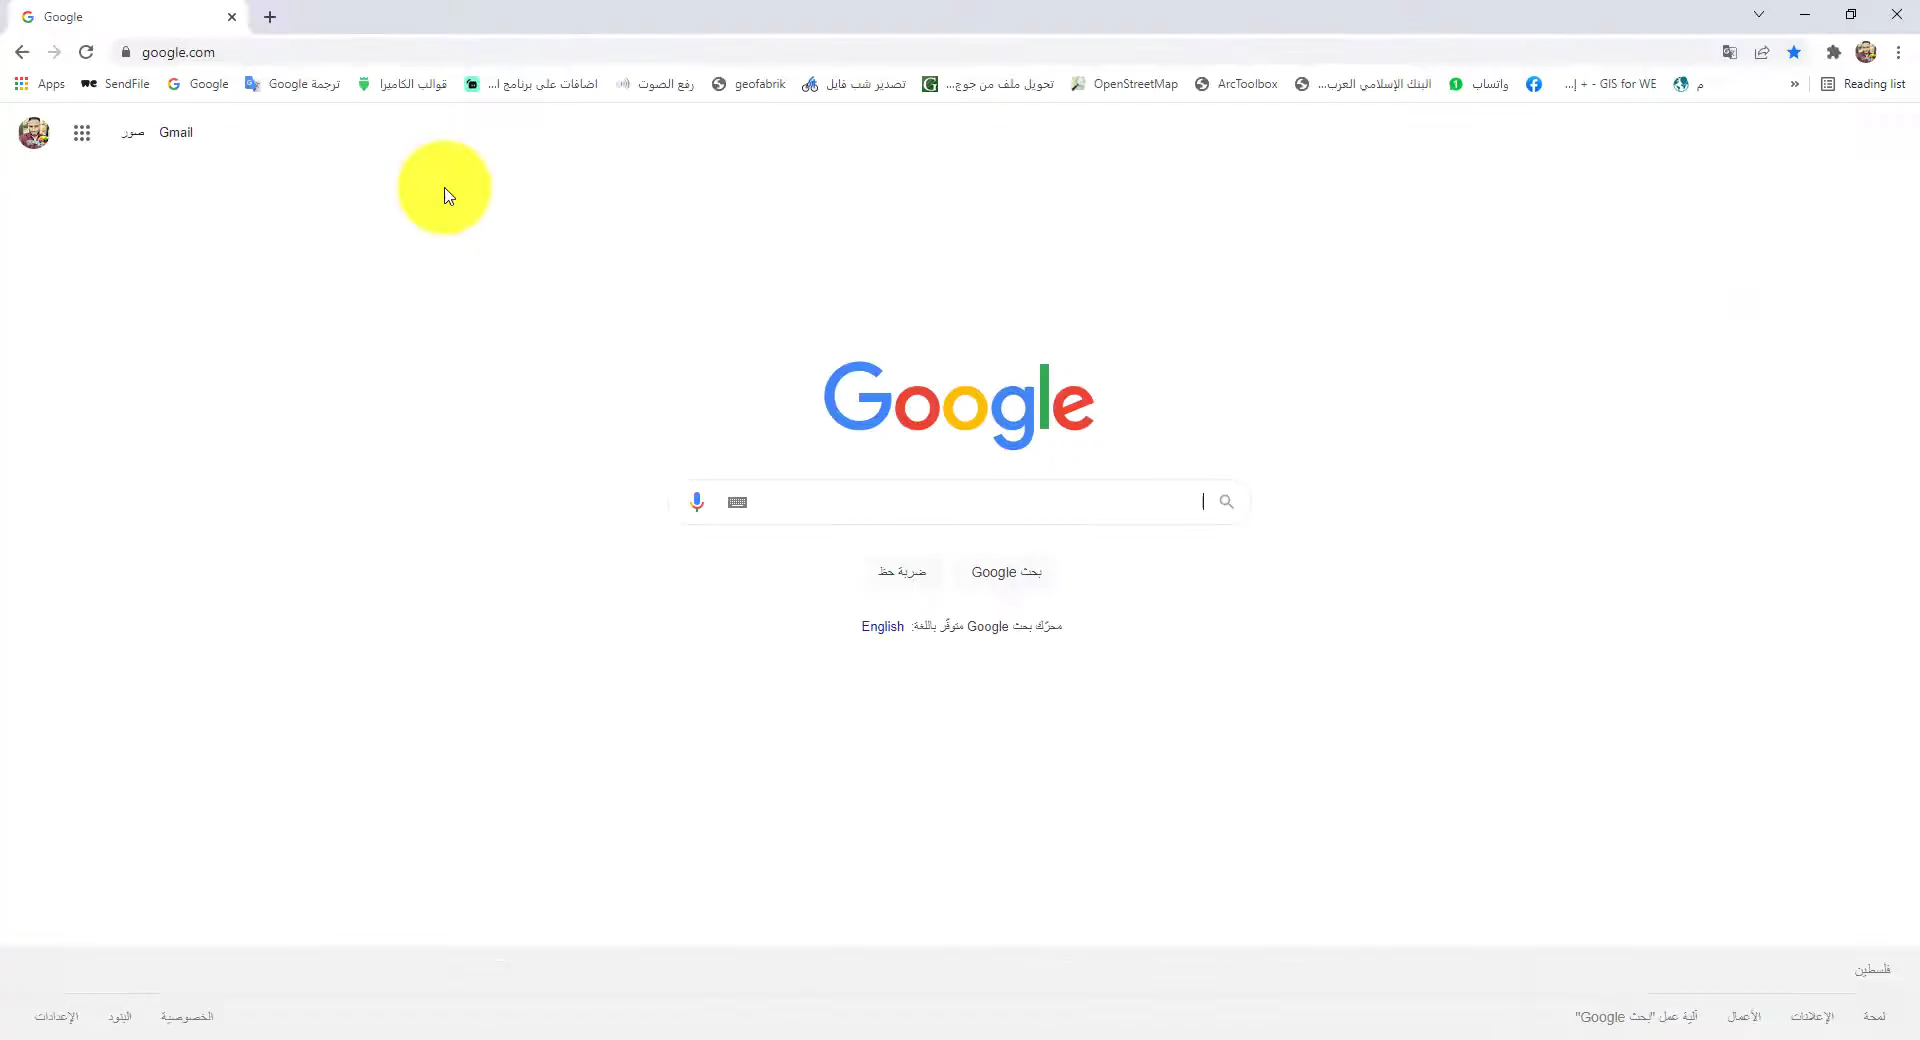 Google
google.com
Apps SendFile Google ترجمة Google قوالب الكاميرا اضافات على برنامج ا... رفع الصوت geofabrik تصدير شب فايل تحويل ملف من جوج... OpenStreetMap ArcToolbox البنك الإسلامي العرب... واتساب GIS for WE - + إ... م » Reading list
صور Gmail
Google
بحث Google ضربة حظ
محرّك بحث Google متوفّر باللغة: English
فلسطين
لمحة الإعلانات الأعمال آلية عمل "بحث Google" الخصوصية البنود الإعدادات